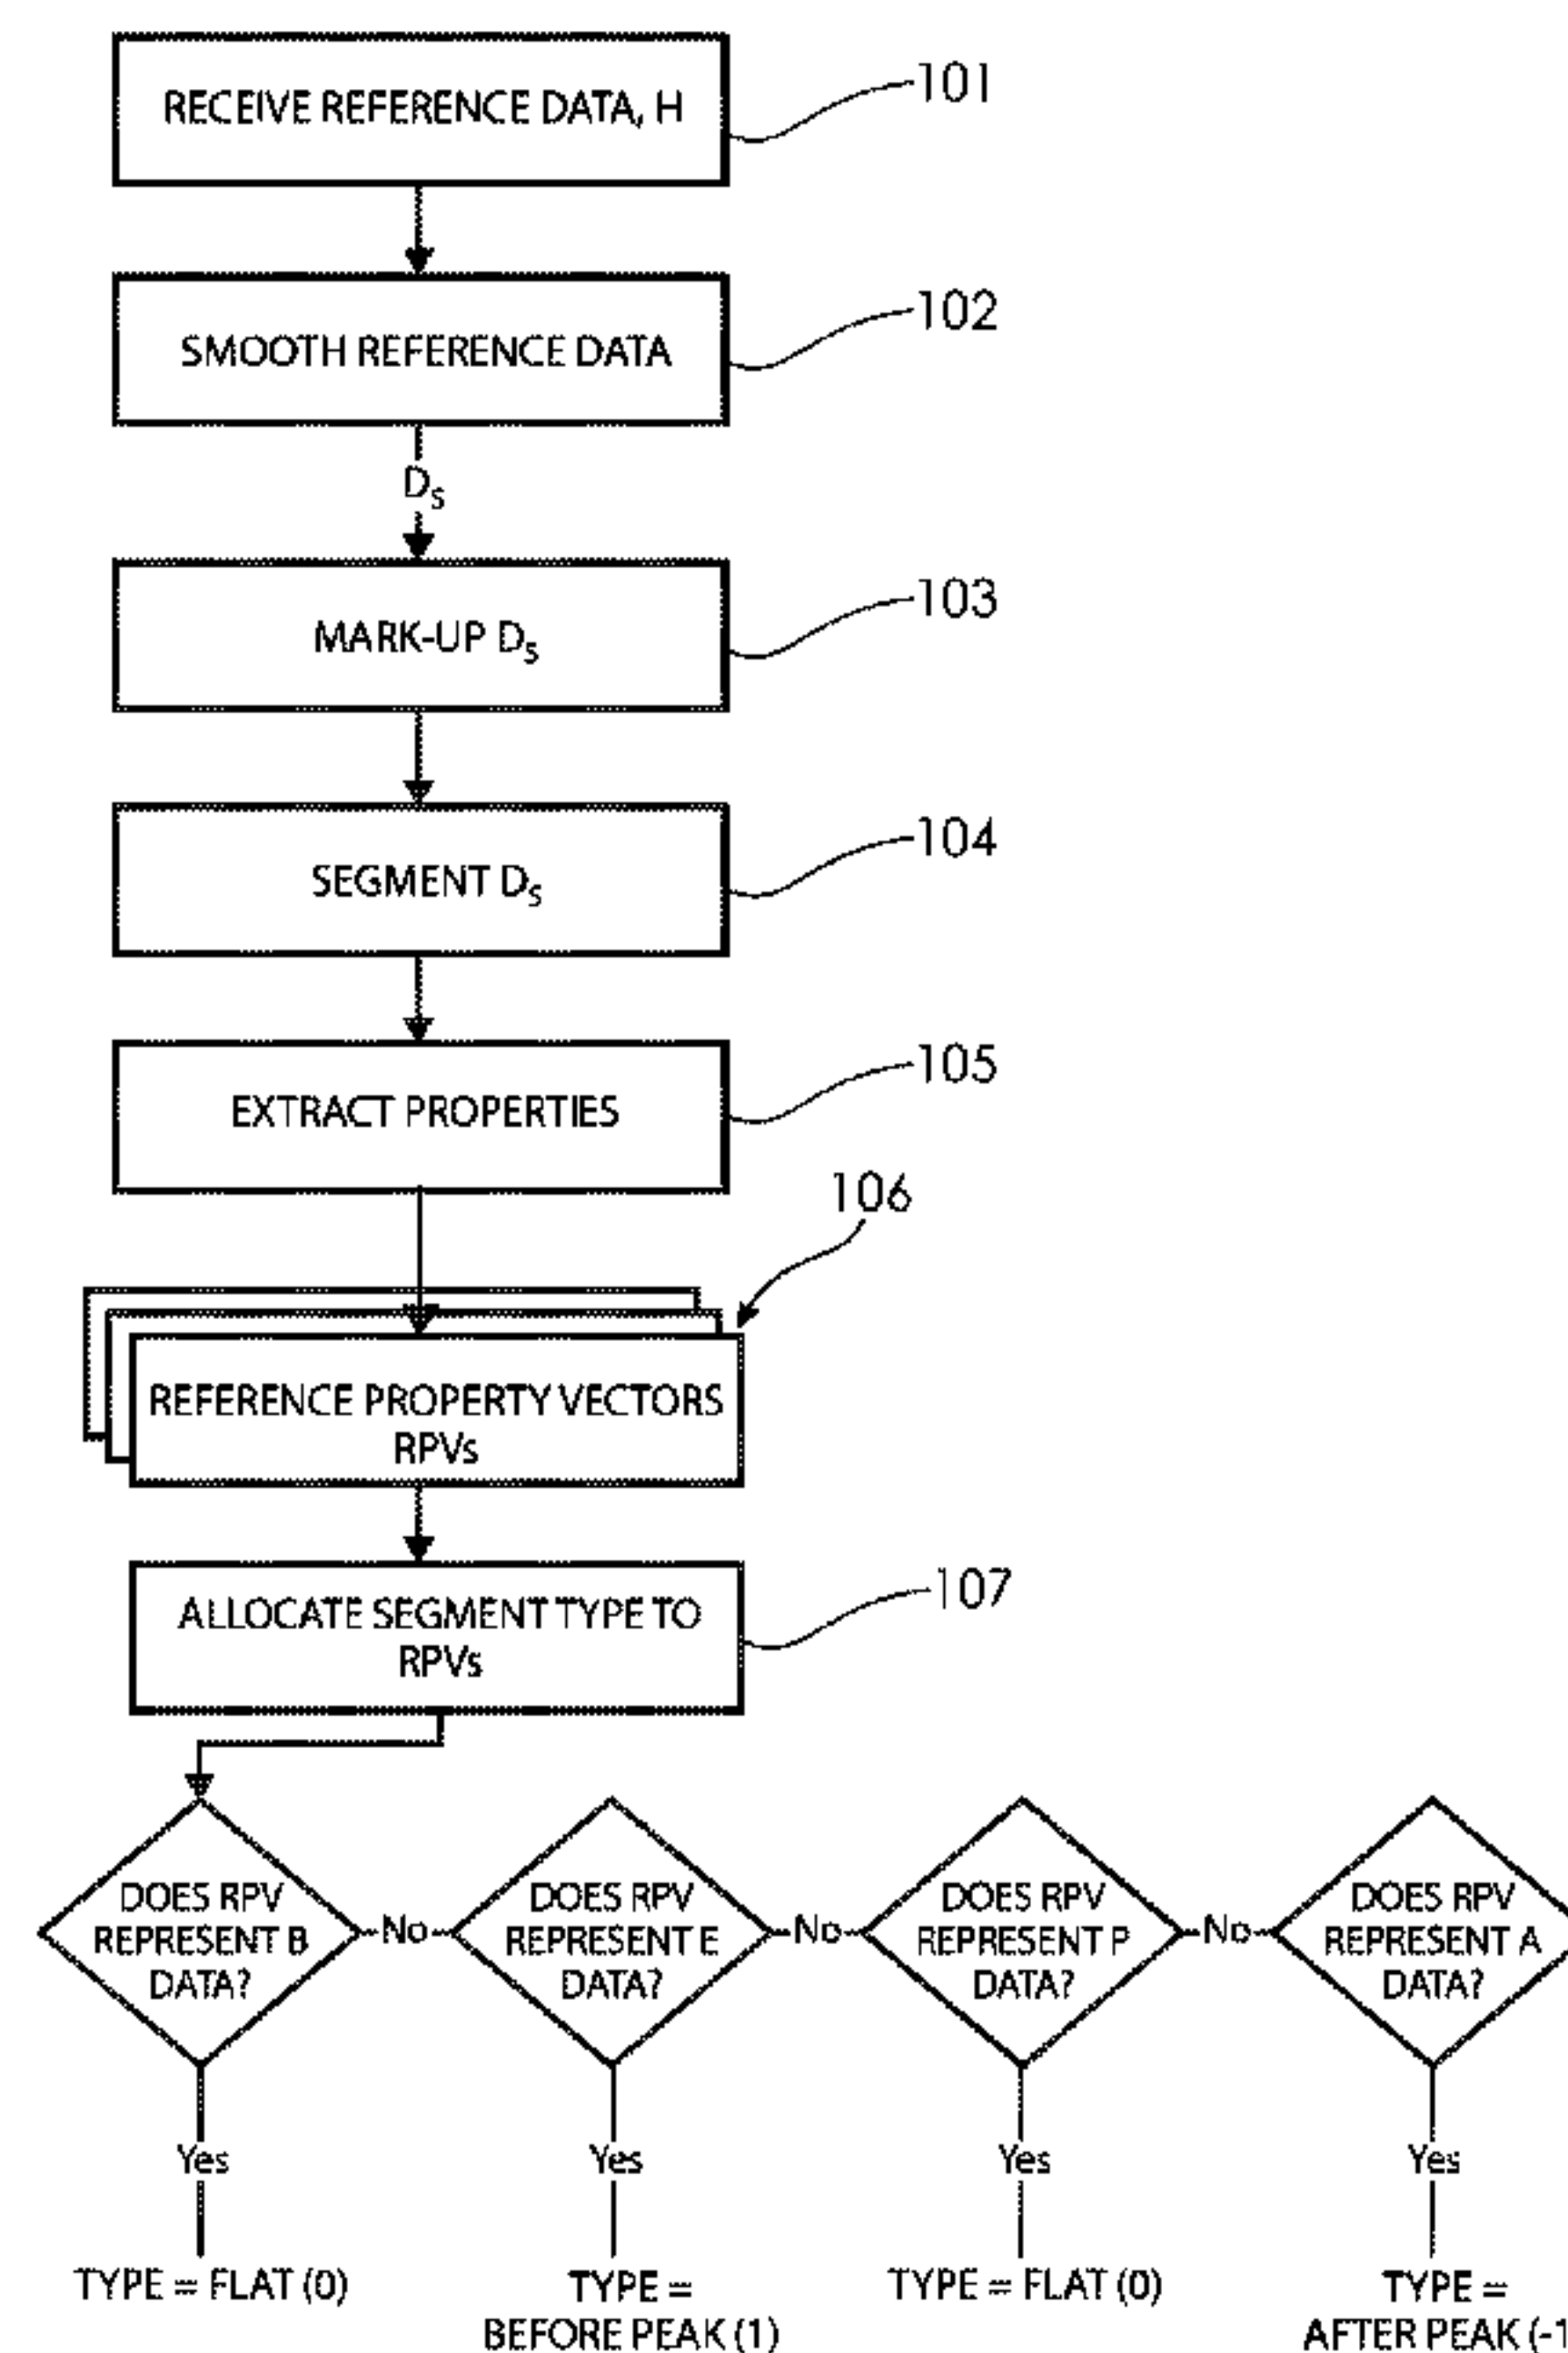 RECEIVE REFERENCE DATA, H
101
SMOOTH REFERENCE DATA
102
DS
MARK-UP DS
103
SEGMENT DS
104
EXTRACT PROPERTIES
105
106
REFERENCE PROPERTY VECTORS
RPVs
ALLOCATE SEGMENT TYPE TO
RPVs
107
DOES RPV
REPRESENT B
DATA?
No
DOES RPV
REPRESENT E
DATA?
No
DOES RPV
REPRESENT P
DATA?
No
DOES RPV
REPRESENT A
DATA?
Yes
Yes
Yes
Yes
TYPE = FLAT (0)
TYPE =
BEFORE PEAK (1)
TYPE = FLAT (0)
TYPE =
AFTER PEAK (-1